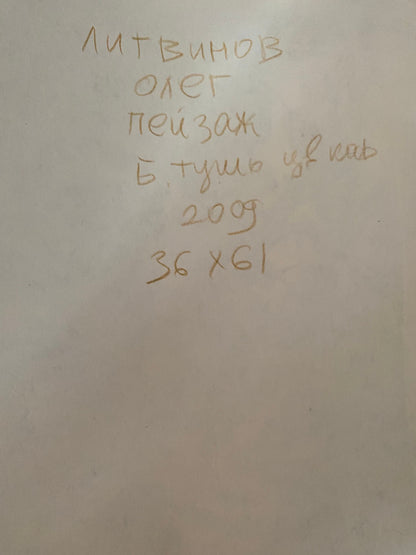 ЛИТВИНОВ
ОЛЕГ
ПЕЙЗАЖ
Б. тушь цв кар
2009
36 X 61